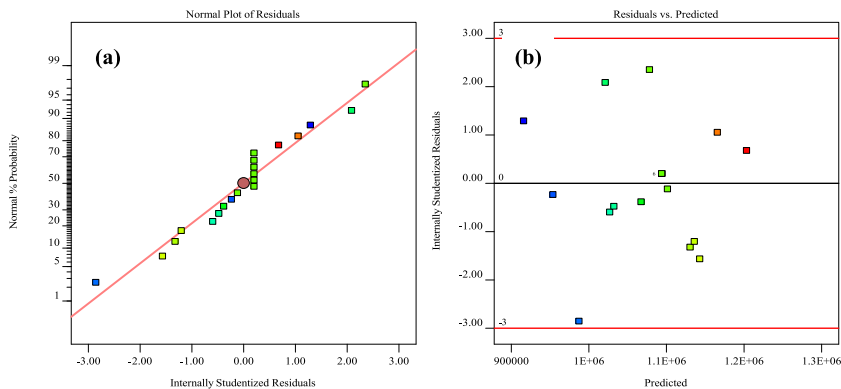 Normal Plot of Residuals
(a)
Normal % Probability
99
95
90
80
70
50
30
20
10
5
1
-3.00 -2.00 -1.00 0.00 1.00 2.00 3.00
Internally Studentized Residuals
Residuals vs. Predicted
(b)
Internally Studentized Residuals
3.00
2.00
1.00
0.00
-1.00
-2.00
-3.00
3
0
6
-3
900000 1E+06 1.1E+06 1.2E+06 1.3E+06
Predicted